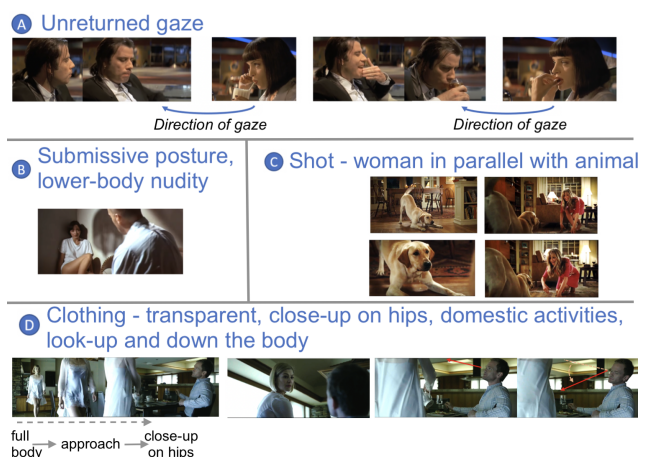 A Unreturned gaze
Direction of gaze
Direction of gaze
B Submissive posture,
lower-body nudity
C Shot - woman in parallel with animal
D Clothing - transparent, close-up on hips, domestic activities,
look-up and down the body
full
body
approach
close-up
on hips